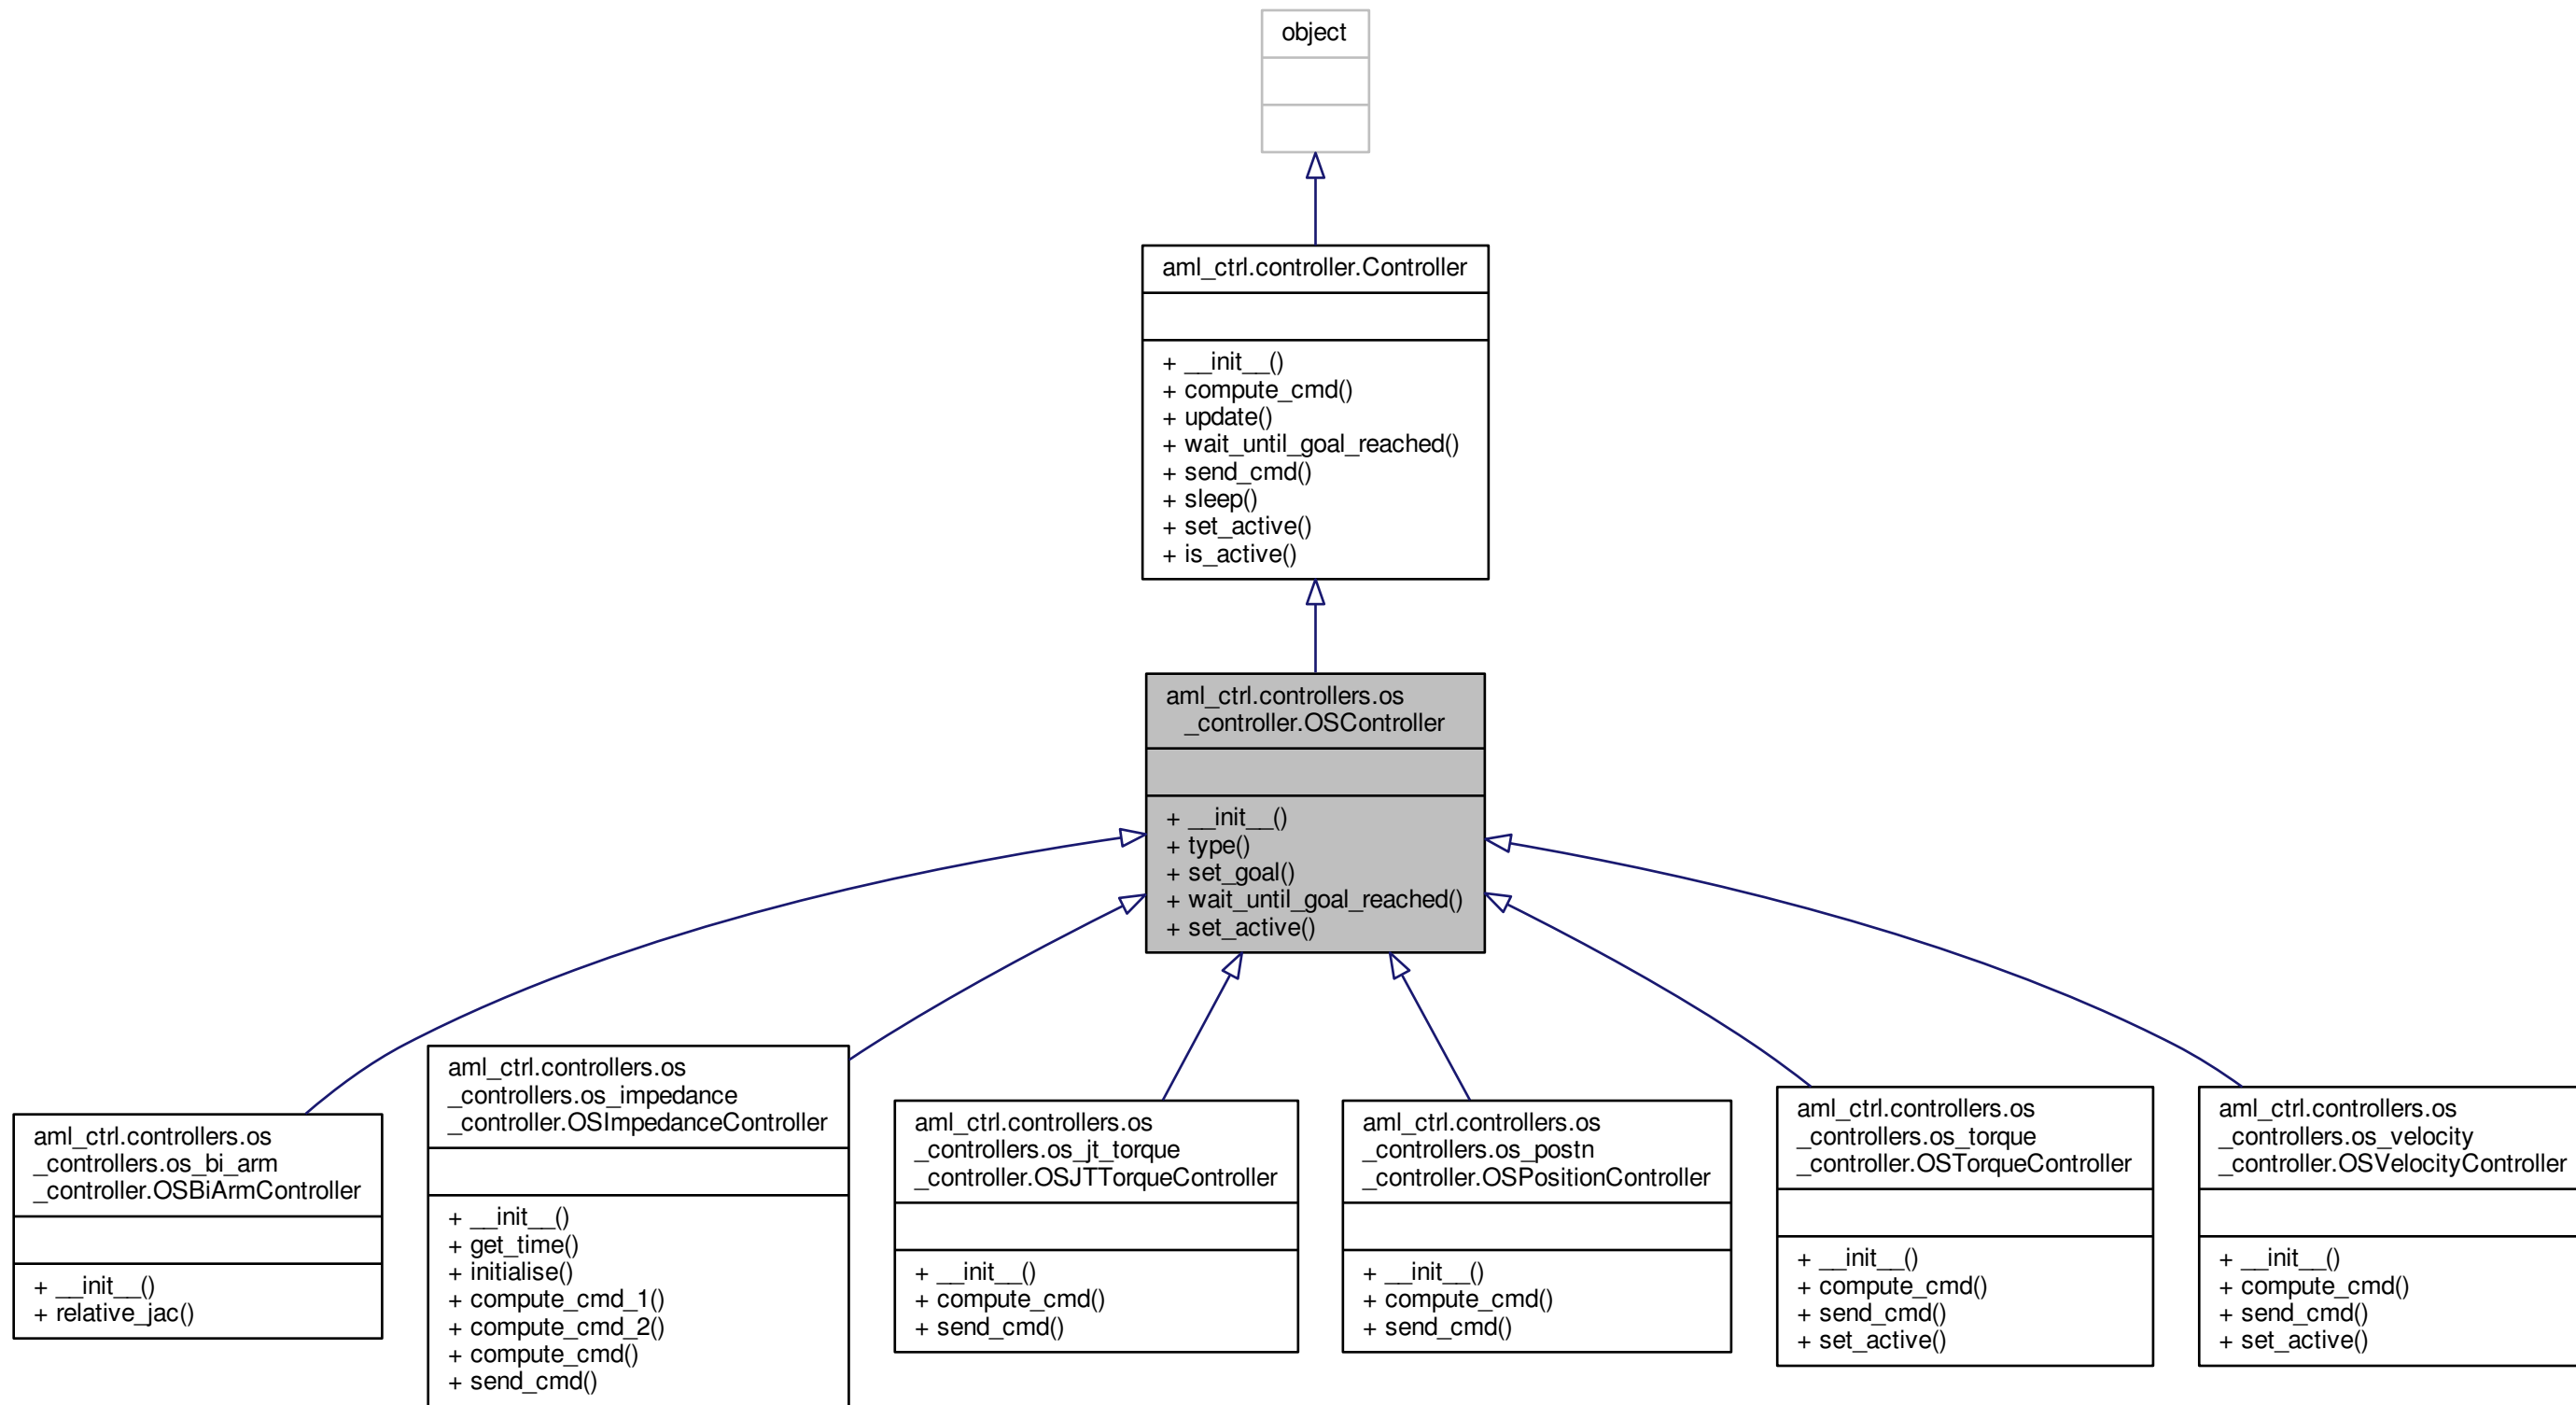 object
aml_ctrl.controller.Controller
+ __init__()
+ compute_cmd()
+ update()
+ wait_until_goal_reached()
+ send_cmd()
+ sleep()
+ set_active()
+ is_active()
aml_ctrl.controllers.os
_controller.OSController
+ __init__()
+ type()
+ set_goal()
+ wait_until_goal_reached()
+ set_active()
aml_ctrl.controllers.os
_controllers.os_bi_arm
_controller.OSBiArmController
+ __init__()
+ relative_jac()
aml_ctrl.controllers.os
_controllers.os_impedance
_controller.OSImpedanceController
+ __init__()
+ get_time()
+ initialise()
+ compute_cmd_1()
+ compute_cmd_2()
+ compute_cmd()
+ send_cmd()
aml_ctrl.controllers.os
_controllers.os_jt_torque
_controller.OSJTTorqueController
+ __init__()
+ compute_cmd()
+ send_cmd()
aml_ctrl.controllers.os
_controllers.os_postn
_controller.OSPositionController
+ __init__()
+ compute_cmd()
+ send_cmd()
aml_ctrl.controllers.os
_controllers.os_torque
_controller.OSTorqueController
+ __init__()
+ compute_cmd()
+ send_cmd()
+ set_active()
aml_ctrl.controllers.os
_controllers.os_velocity
_controller.OSVelocityController
+ __init__()
+ compute_cmd()
+ send_cmd()
+ set_active()